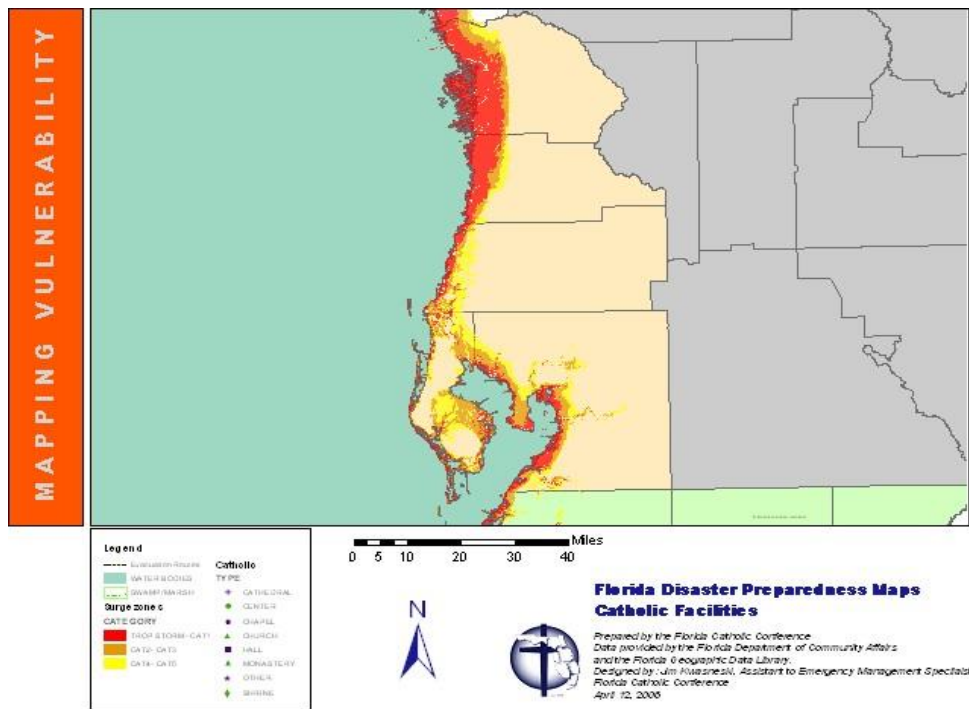 MAPPING VULNERABILITY
Legend
Evacuation Routes
WATER BODIES
SWAMP/MARSH
Surge zones
CATEGORY
TROP STORM - CAT1
CAT2 - CAT3
CAT4 - CAT5
Catholic
TYPE
CATHEDRAL
CENTER
CHAPEL
CHURCH
HALL
MONASTERY
OTHER
SHRINE
0 5 10 20 30 40 Miles
N
Florida Disaster Preparedness Maps
Catholic Facilities
Prepared by the Florida Catholic Conference
Data provided by the Florida Department of Community Affairs
and the Florida Geographic Data Library.
Designed by: Jim Kwasneski, Assistant to Emergency Management Specialis
Florida Catholic Conference
April 12, 2006